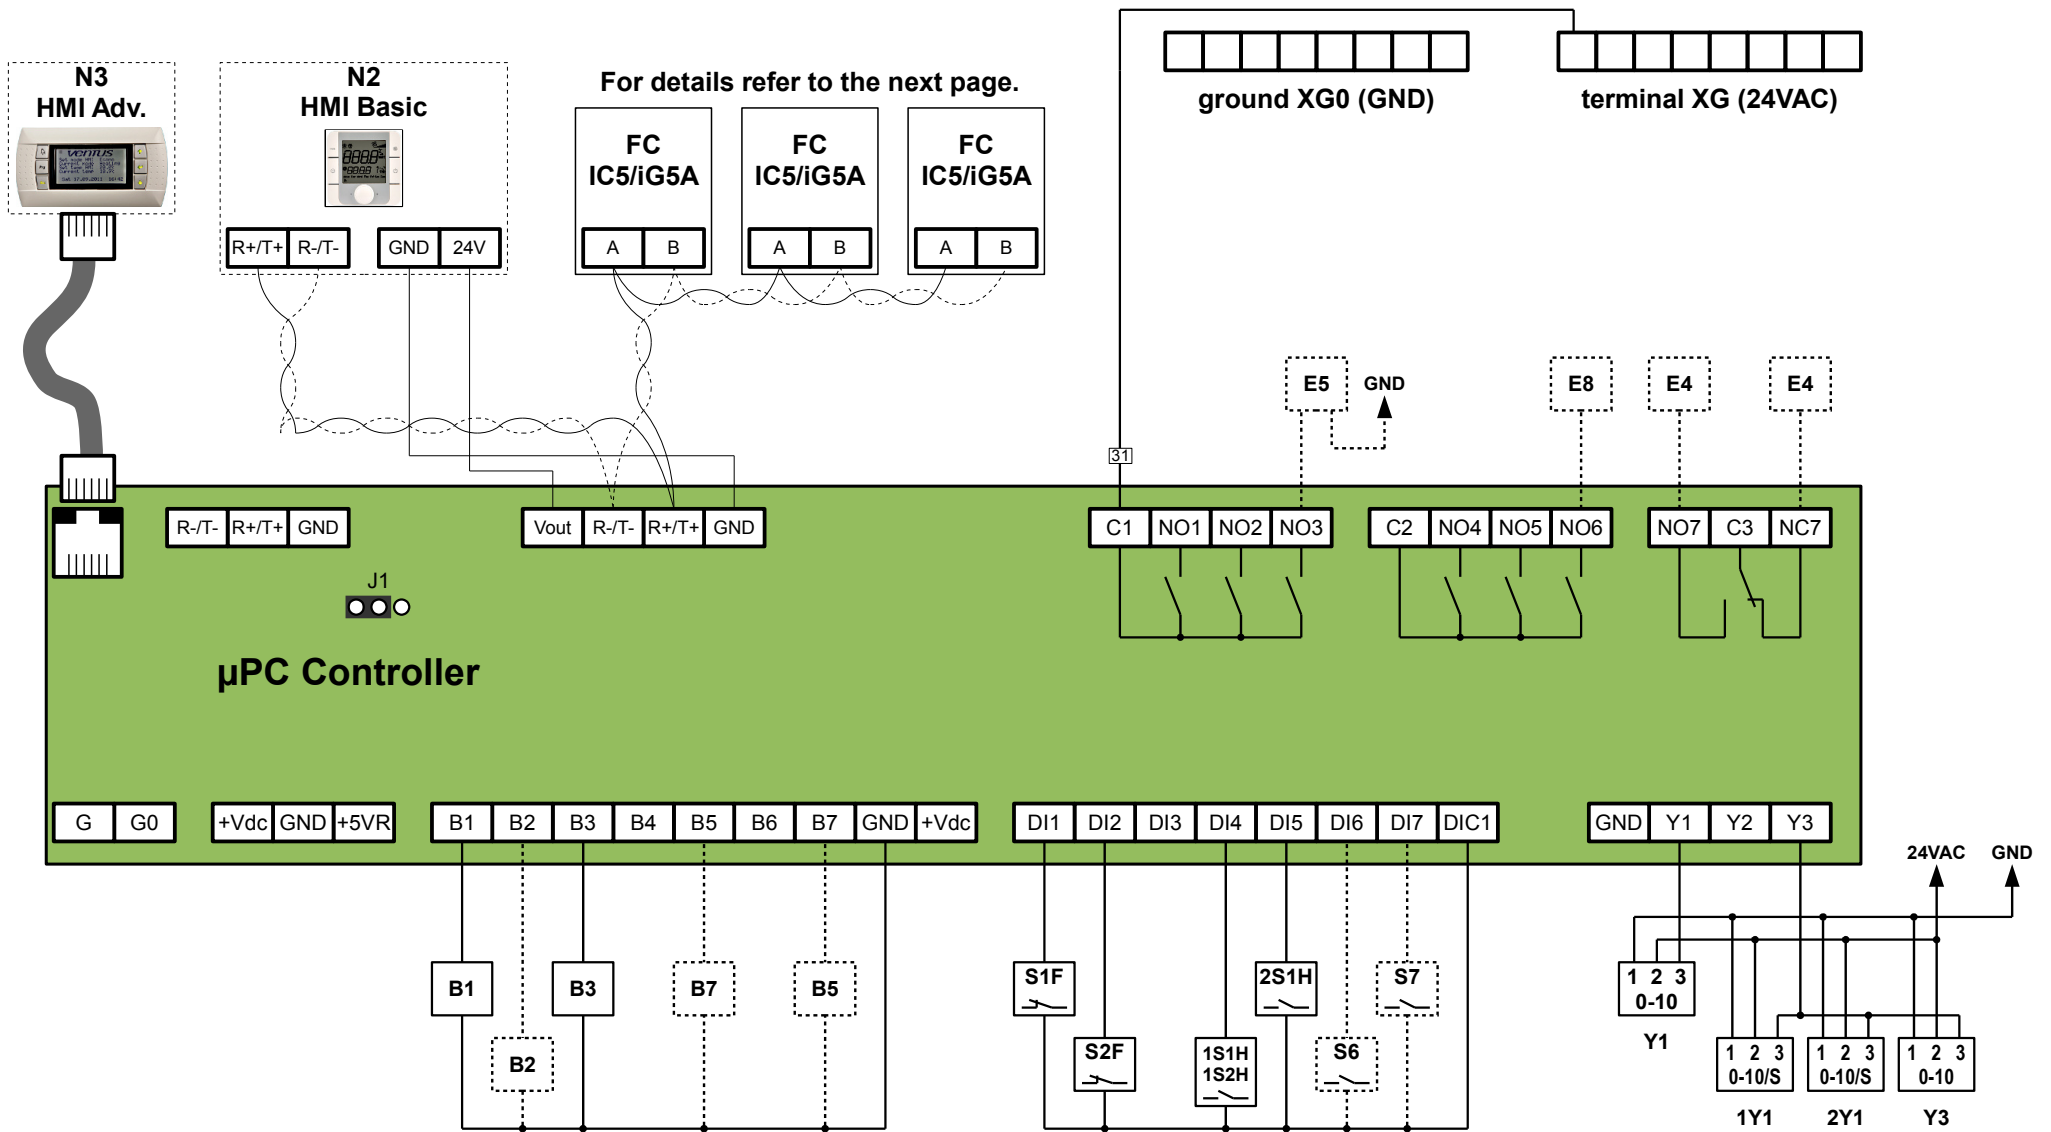 N3
HMI Adv.
N2
HMI Basic
For details refer to the next page.
ground XG0 (GND)
terminal XG (24VAC)
FC
IC5/iG5A
FC
IC5/iG5A
FC
IC5/iG5A
VENTUS
R+/T+ R-/T- GND 24V
A B A B A B
E5 GND E8 E4 E4
31
R-/T- R+/T+ GND
Vout R-/T- R+/T+ GND
C1 NO1 NO2 NO3
C2 NO4 NO5 NO6
NO7 C3 NC7
J1
µPC Controller
G G0
+Vdc GND +5VR
B1 B2 B3 B4 B5 B6 B7 GND +Vdc
DI1 DI2 DI3 DI4 DI5 DI6 DI7 DIC1
GND Y1 Y2 Y3
24VAC GND
B1 B3 B7 B5
S1F 2S1H S7
1 2 3
0-10
Y1
B2
S2F
1S1H
1S2H
S6
1 2 3
0-10/S
1Y1
1 2 3
0-10/S
2Y1
1 2 3
0-10
Y3